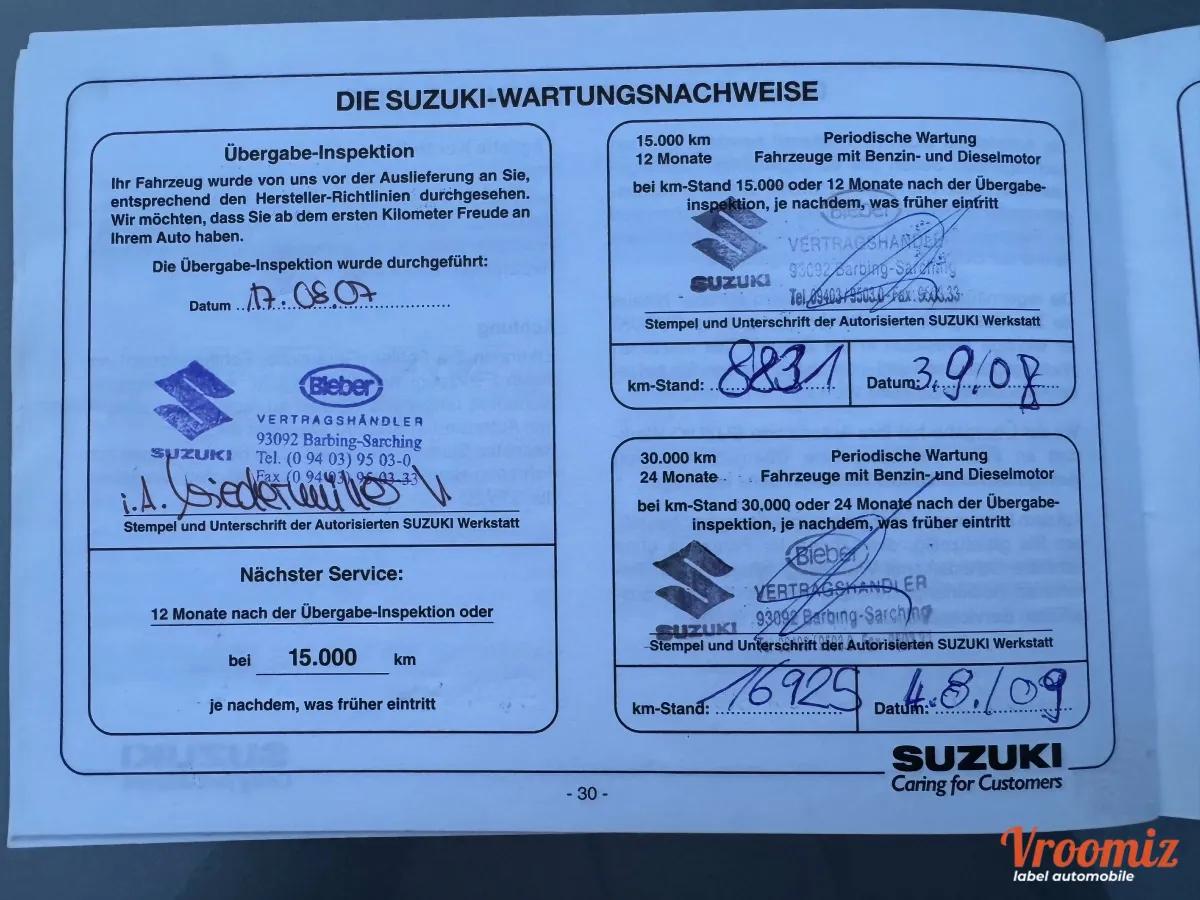 DIE SUZUKI-WARTUNGSNACHWEISE
Übergabe-Inspektion
Ihr Fahrzeug wurde von uns vor der Auslieferung an Sie,
entsprechend den Hersteller-Richtlinien durchgesehen.
Wir möchten, dass Sie ab dem ersten Kilometer Freude an
Ihrem Auto haben.
Die Übergabe-Inspektion wurde durchgeführt:
Datum 17.08.07
Bieber
VERTRAGSHÄNDLER
93092 Barbing-Sarching
SUZUKI
Tel. (0 94 03) 95 03-0
Fax (0 94 03) 95 03-33
i.A.
Stempel und Unterschrift der Autorisierten SUZUKI Werkstatt
Nächster Service:
12 Monate nach der Übergabe-Inspektion oder
bei 15.000 km
je nachdem, was früher eintritt
15.000 km Periodische Wartung
12 Monate Fahrzeuge mit Benzin- und Dieselmotor
bei km-Stand 15.000 oder 12 Monate nach der Übergabe-
inspektion, je nachdem, was früher eintritt
Bieber
VERTRAGSHÄNDLER
93092 Barbing-Sarching
SUZUKI
Tel. 09403/9503.0-Fax: 9503.33
Stempel und Unterschrift der Autorisierten SUZUKI Werkstatt
km-Stand: 8831 Datum: 3.9.08
30.000 km Periodische Wartung
24 Monate Fahrzeuge mit Benzin- und Dieselmotor
bei km-Stand 30.000 oder 24 Monate nach der Übergabe-
inspektion, je nachdem, was früher eintritt
Bieber
VERTRAGSHÄNDLER
93092 Barbing-Sarching
SUZUKI
Stempel und Unterschrift der Autorisierten SUZUKI Werkstatt
km-Stand: 16925 Datum: 4.8./09
SUZUKI
Caring for Customers
- 30 -
Vroomiz
label automobile